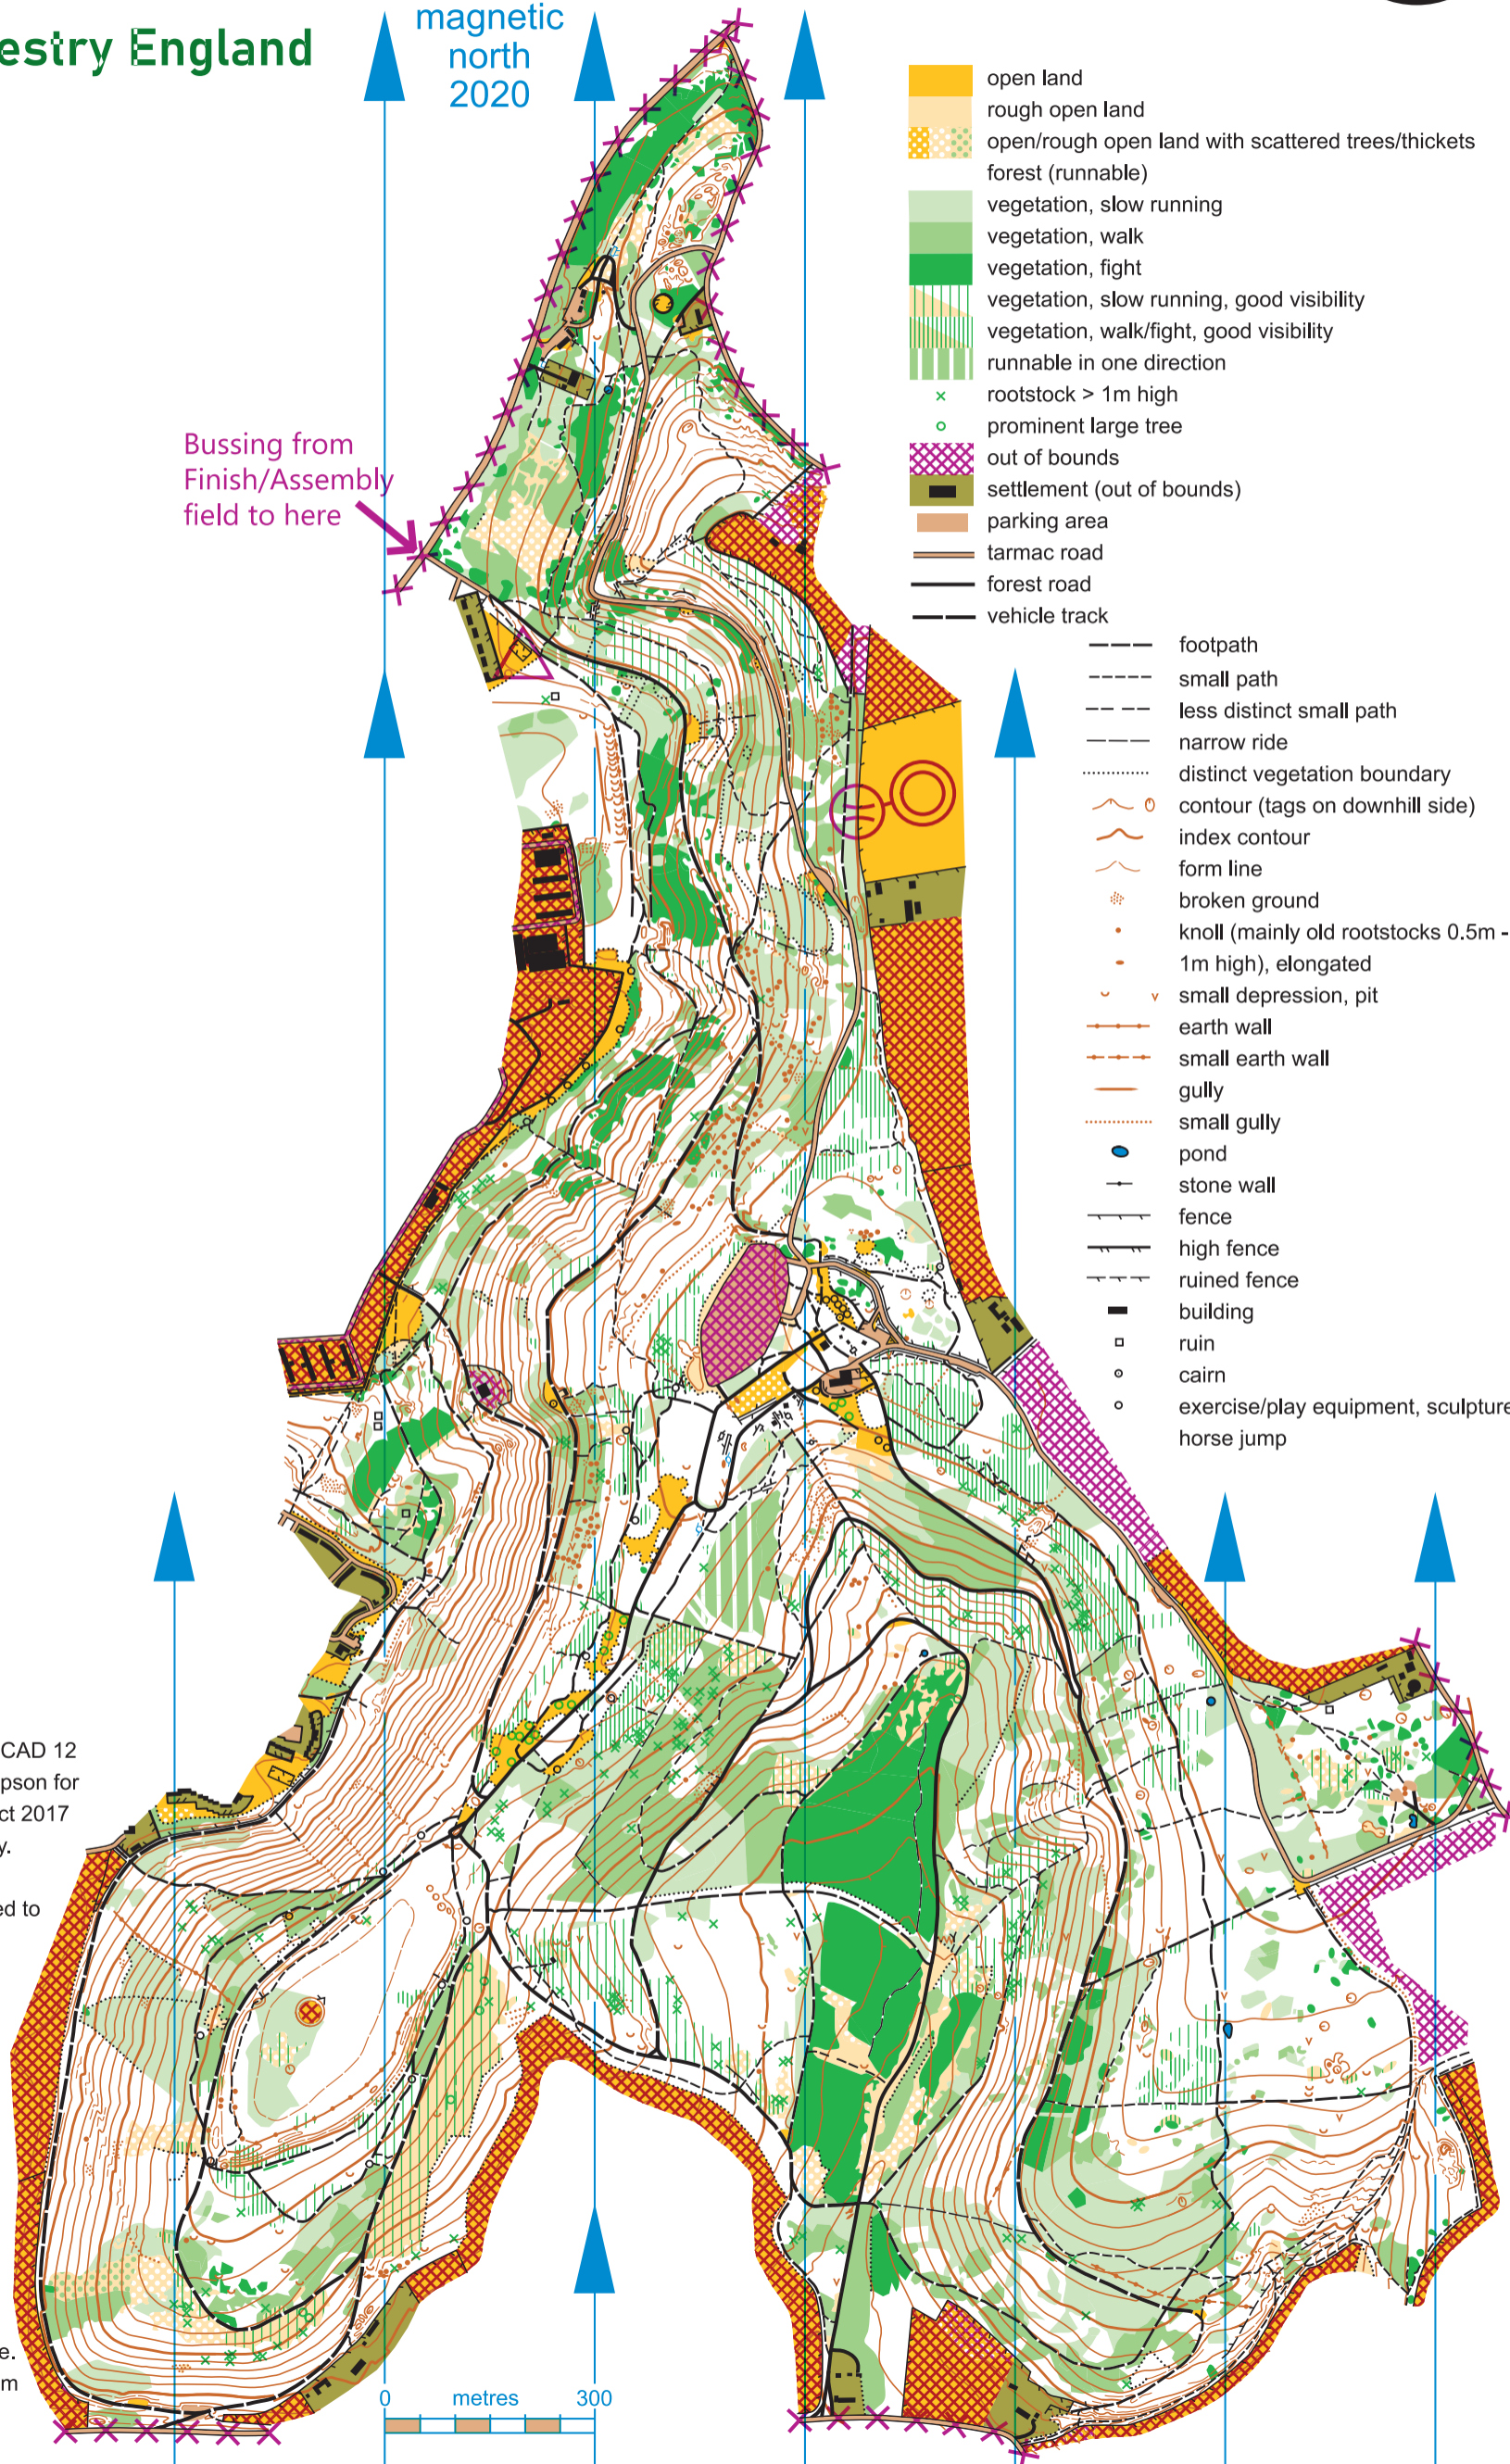 estry England
magnetic
north
2020
Bussing from
Finish/Assembly
field to here
open land
rough open land
open/rough open land with scattered trees/thickets
forest (runnable)
vegetation, slow running
vegetation, walk
vegetation, fight
vegetation, slow running, good visibility
vegetation, walk/fight, good visibility
runnable in one direction
rootstock > 1m high
prominent large tree
out of bounds
settlement (out of bounds)
parking area
tarmac road
forest road
vehicle track
footpath
small path
less distinct small path
narrow ride
distinct vegetation boundary
contour (tags on downhill side)
index contour
form line
broken ground
knoll (mainly old rootstocks 0.5m -
1m high), elongated
small depression, pit
earth wall
small earth wall
gully
small gully
pond
stone wall
fence
high fence
ruined fence
building
ruin
cairn
exercise/play equipment, sculpture
horse jump
CAD 12
pson for
ct 2017
y.
ed to
e.
m
0 metres 300